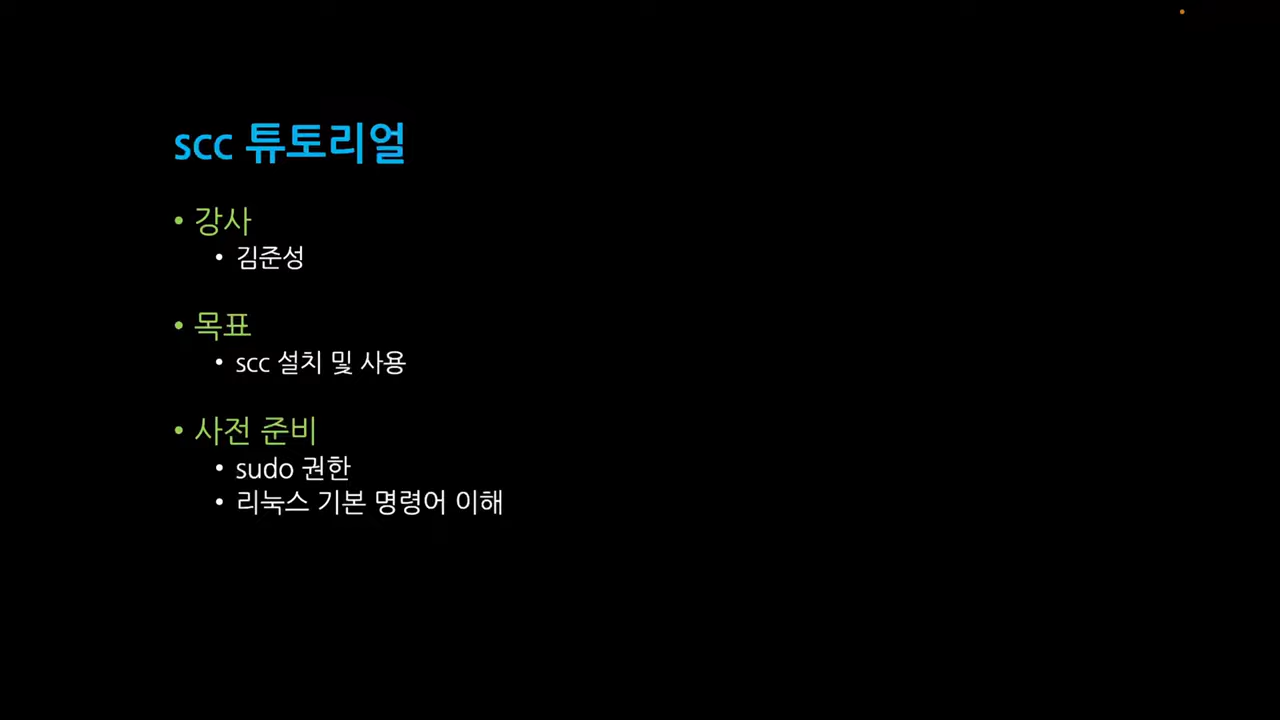 scc 튜토리얼
• 강사
• 김준성
• 목표
• scc 설치 및 사용
• 사전 준비
• sudo 권한
• 리눅스 기본 명령어 이해